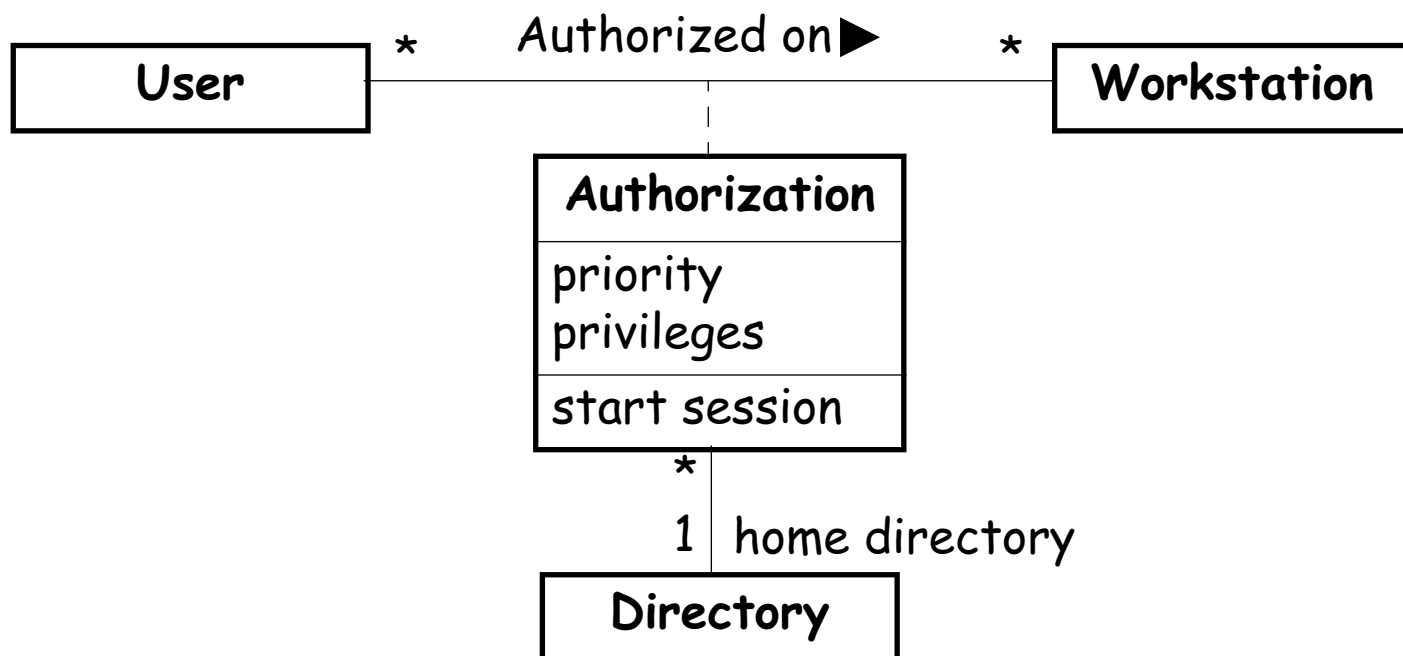 * Authorized on ▶ *
User Workstation
Authorization
priority
privileges
start session
*
1 home directory
Directory